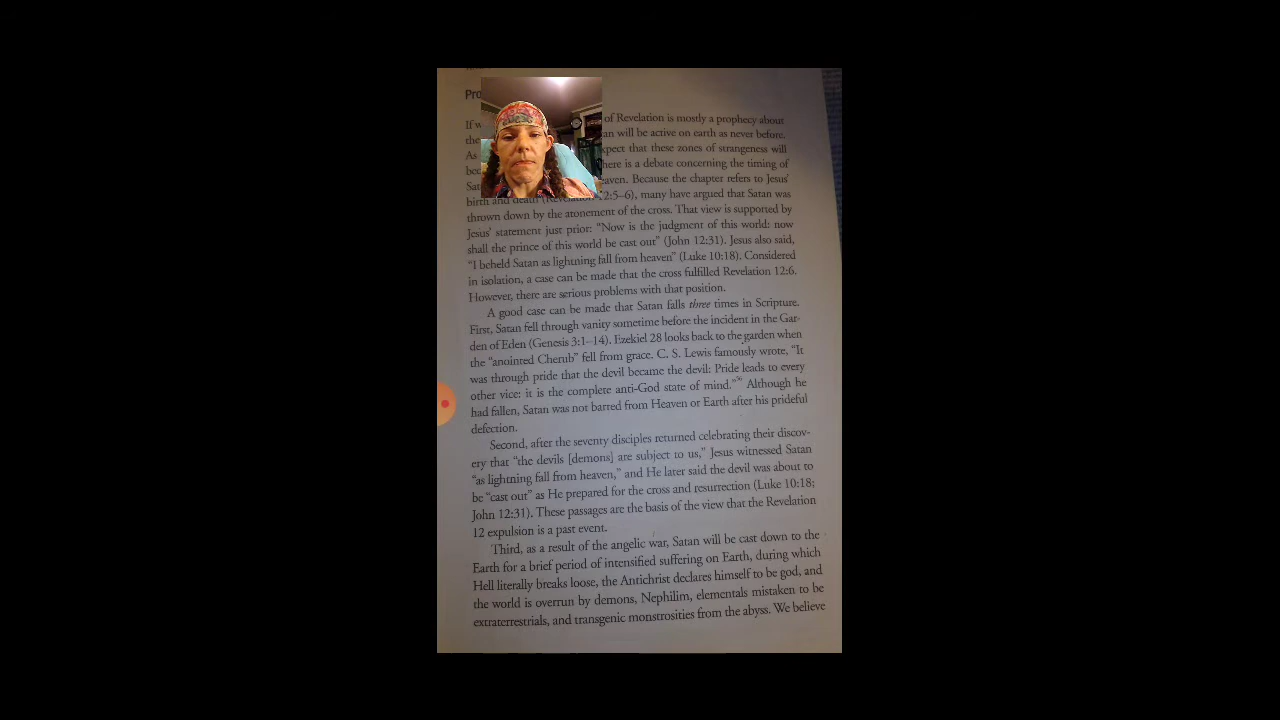 Pro
If w of Revelation is mostly a prophecy about
the an will be active on earth as never before.
As xpect that these zones of strangeness will
bec here is a debate concerning the timing of
Sat eaven. Because the chapter refers to Jesus'
birth and death (Revelation 12:5–6), many have argued that Satan was
thrown down by the atonement of the cross. That view is supported by
Jesus' statement just prior: “Now is the judgment of this world: now
shall the prince of this world be cast out” (John 12:31). Jesus also said,
“I beheld Satan as lightning fall from heaven” (Luke 10:18). Considered
in isolation, a case can be made that the cross fulfilled Revelation 12:6.
However, there are serious problems with that position.
A good case can be made that Satan falls three times in Scripture.
First, Satan fell through vanity sometime before the incident in the Gar-
den of Eden (Genesis 3:1–14). Ezekiel 28 looks back to the garden when
the “anointed Cherub” fell from grace. C. S. Lewis famously wrote, “It
was through pride that the devil became the devil: Pride leads to every
other vice: it is the complete anti-God state of mind.” Although he
had fallen, Satan was not barred from Heaven or Earth after his prideful
defection.
Second, after the seventy disciples returned celebrating their discov-
ery that “the devils [demons] are subject to us,” Jesus witnessed Satan
“as lightning fall from heaven,” and He later said the devil was about to
be “cast out” as He prepared for the cross and resurrection (Luke 10:18;
John 12:31). These passages are the basis of the view that the Revelation
12 expulsion is a past event.
Third, as a result of the angelic war, Satan will be cast down to the
Earth for a brief period of intensified suffering on Earth, during which
Hell literally breaks loose, the Antichrist declares himself to be god, and
the world is overrun by demons, Nephilim, elementals mistaken to be
extraterrestrials, and transgenic monstrosities from the abyss. We believe